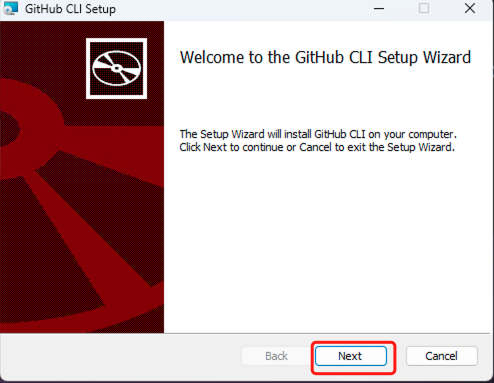 GitHub CLI Setup
Welcome to the GitHub CLI Setup Wizard
The Setup Wizard will install GitHub CLI on your computer.
Click Next to continue or Cancel to exit the Setup Wizard.
Back
Next
Cancel